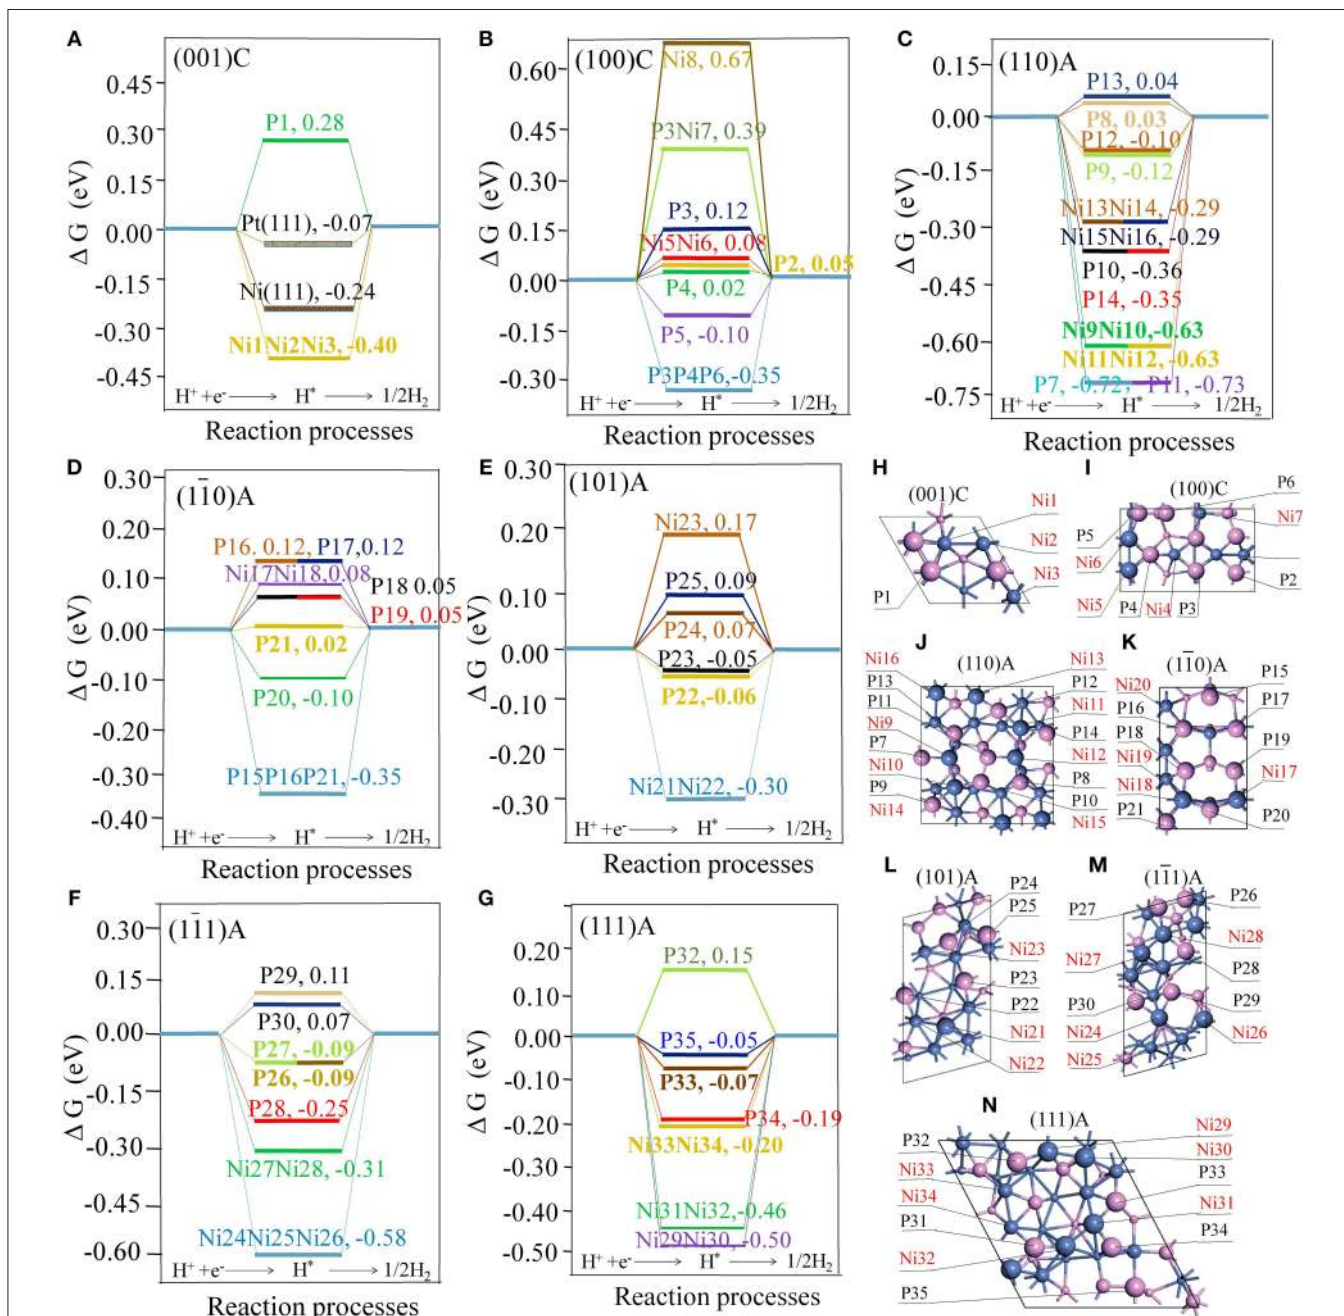 A
(001)C
ΔG (eV)
0.45
0.30
0.15
0.00
-0.15
-0.30
-0.45
P1, 0.28
Pt(111), -0.07
Ni(111), -0.24
Ni1Ni2Ni3, -0.40
H⁺ +e⁻ → H* → 1/2H₂
Reaction processes
B
(100)C
ΔG (eV)
0.60
0.45
0.30
0.15
0.00
-0.15
-0.30
Ni8, 0.67
P3Ni7, 0.39
P3, 0.12
Ni5Ni6, 0.08
P2, 0.05
P4, 0.02
P5, -0.10
P3P4P6, -0.35
H⁺ +e⁻ → H* → 1/2H₂
Reaction processes
C
(110)A
ΔG (eV)
0.15
0.00
-0.15
-0.30
-0.45
-0.60
-0.75
P13, 0.04
P8, 0.03
P12, -0.10
P9, -0.12
Ni13Ni14, -0.29
Ni15Ni16, -0.29
P10, -0.36
P14, -0.35
Ni9Ni10,-0.63
Ni11Ni12, -0.63
P7, -0.72, P11, -0.73
H⁺ +e⁻ → H* → 1/2H₂
Reaction processes
D
(11̅0)A
ΔG (eV)
0.30
0.20
0.10
0.00
-0.10
-0.20
-0.30
-0.40
P16, 0.12, P17,0.12
Ni17Ni18,0.08
P18 0.05
P19, 0.05
P21, 0.02
P20, -0.10
P15P16P21, -0.35
H⁺ +e⁻ → H* → 1/2H₂
Reaction processes
E
(101)A
ΔG (eV)
0.30
0.20
0.10
0.00
-0.10
-0.20
-0.30
Ni23, 0.17
P25, 0.09
P24, 0.07
P23, -0.05
P22,-0.06
Ni21Ni22, -0.30
H⁺ +e⁻ → H* → 1/2H₂
Reaction processes
H
(001)C
Ni1
Ni2
Ni3
P1
I
(100)C
P6
Ni7
P5
Ni6
P2
Ni5
P4
Ni4
P3
J
(110)A
Ni16
Ni13
P13
P12
P11
Ni11
Ni9
P14
P7
Ni12
Ni10
P8
P9
P10
Ni14
Ni15
K
(11̅0)A
P15
Ni20
P17
P16
P18
P19
Ni19
Ni17
Ni18
P21
P20
F
(11̅1)A
ΔG (eV)
0.30
0.15
0.00
-0.15
-0.30
-0.45
-0.60
P29, 0.11
P30, 0.07
P27, -0.09
P26, -0.09
P28, -0.25
Ni27Ni28, -0.31
Ni24Ni25Ni26, -0.58
H⁺ +e⁻ → H* → 1/2H₂
Reaction processes
G
(111)A
ΔG (eV)
0.20
0.10
0.00
-0.10
-0.20
-0.30
-0.40
-0.50
P32, 0.15
P35, -0.05
P33, -0.07
P34, -0.19
Ni33Ni34, -0.20
Ni31Ni32,-0.46
Ni29Ni30, -0.50
H⁺ +e⁻ → H* → 1/2H₂
Reaction processes
L
(101)A
P24
P25
Ni23
P23
P22
Ni21
Ni22
M
(11̅1)A
P27
P26
Ni28
Ni27
P28
P30
P29
Ni24
Ni26
Ni25
N
(111)A
P32
Ni29
Ni30
Ni33
P33
Ni34
Ni31
P31
P34
Ni32
P35